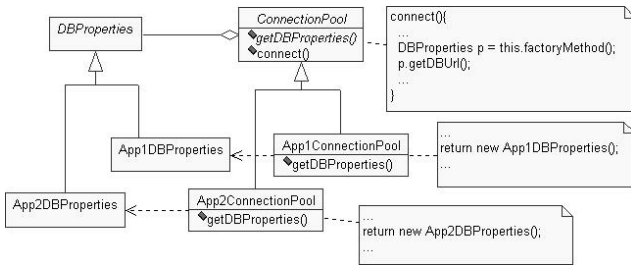 DBProperties
ConnectionPool
getDBProperties()
connect()
connect(){
...
DBProperties p = this.factoryMethod();
p.getDBUrl();
...
}
App1DBProperties
App1ConnectionPool
getDBProperties()
...
return new App1DBProperties();
...
App2DBProperties
App2ConnectionPool
getDBProperties()
...
return new App2DBProperties();
...